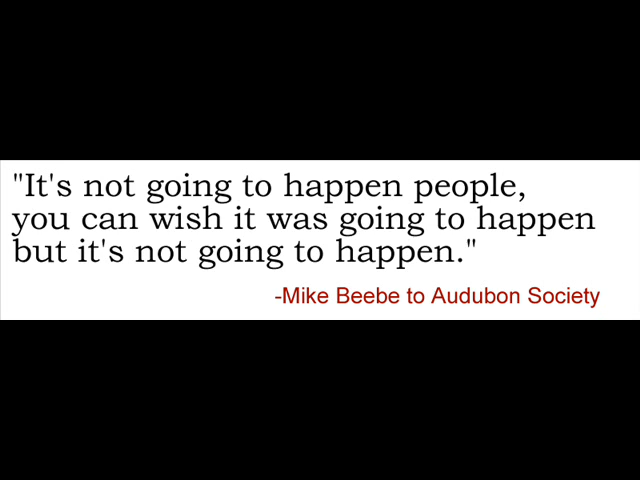 "It's not going to happen people,
you can wish it was going to happen
but it's not going to happen."
-Mike Beebe to Audubon Society